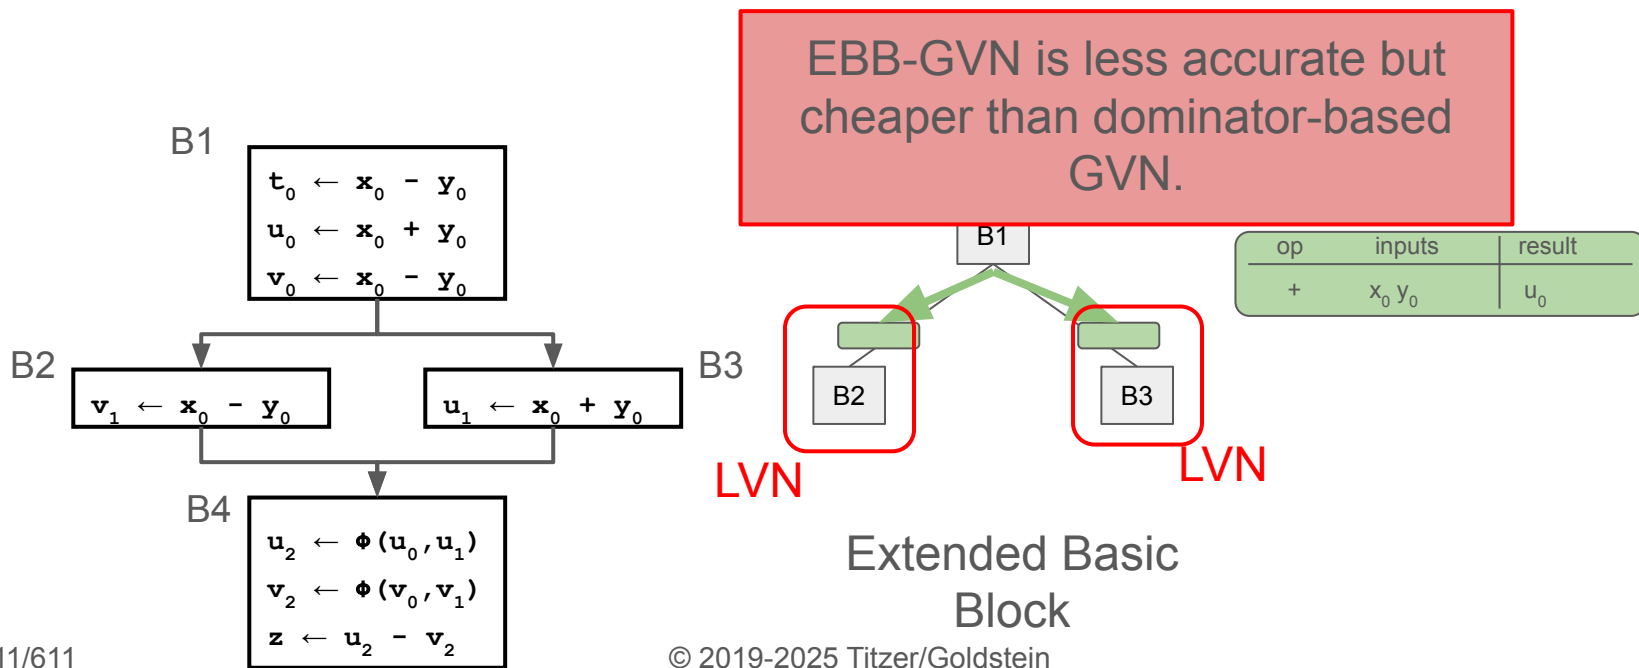 EBB-GVN is less accurate but
cheaper than dominator-based
GVN.
B1
t₀ ← x₀ - y₀
u₀ ← x₀ + y₀
v₀ ← x₀ - y₀
B2
v₁ ← x₀ - y₀
B3
u₁ ← x₀ + y₀
B4
u₂ ← Φ(u₀,u₁)
v₂ ← Φ(v₀,v₁)
z ← u₂ - v₂
B1
B2
B3
LVN
LVN
op inputs result
+ x₀ y₀ u₀
Extended Basic
Block
11/611
© 2019-2025 Titzer/Goldstein